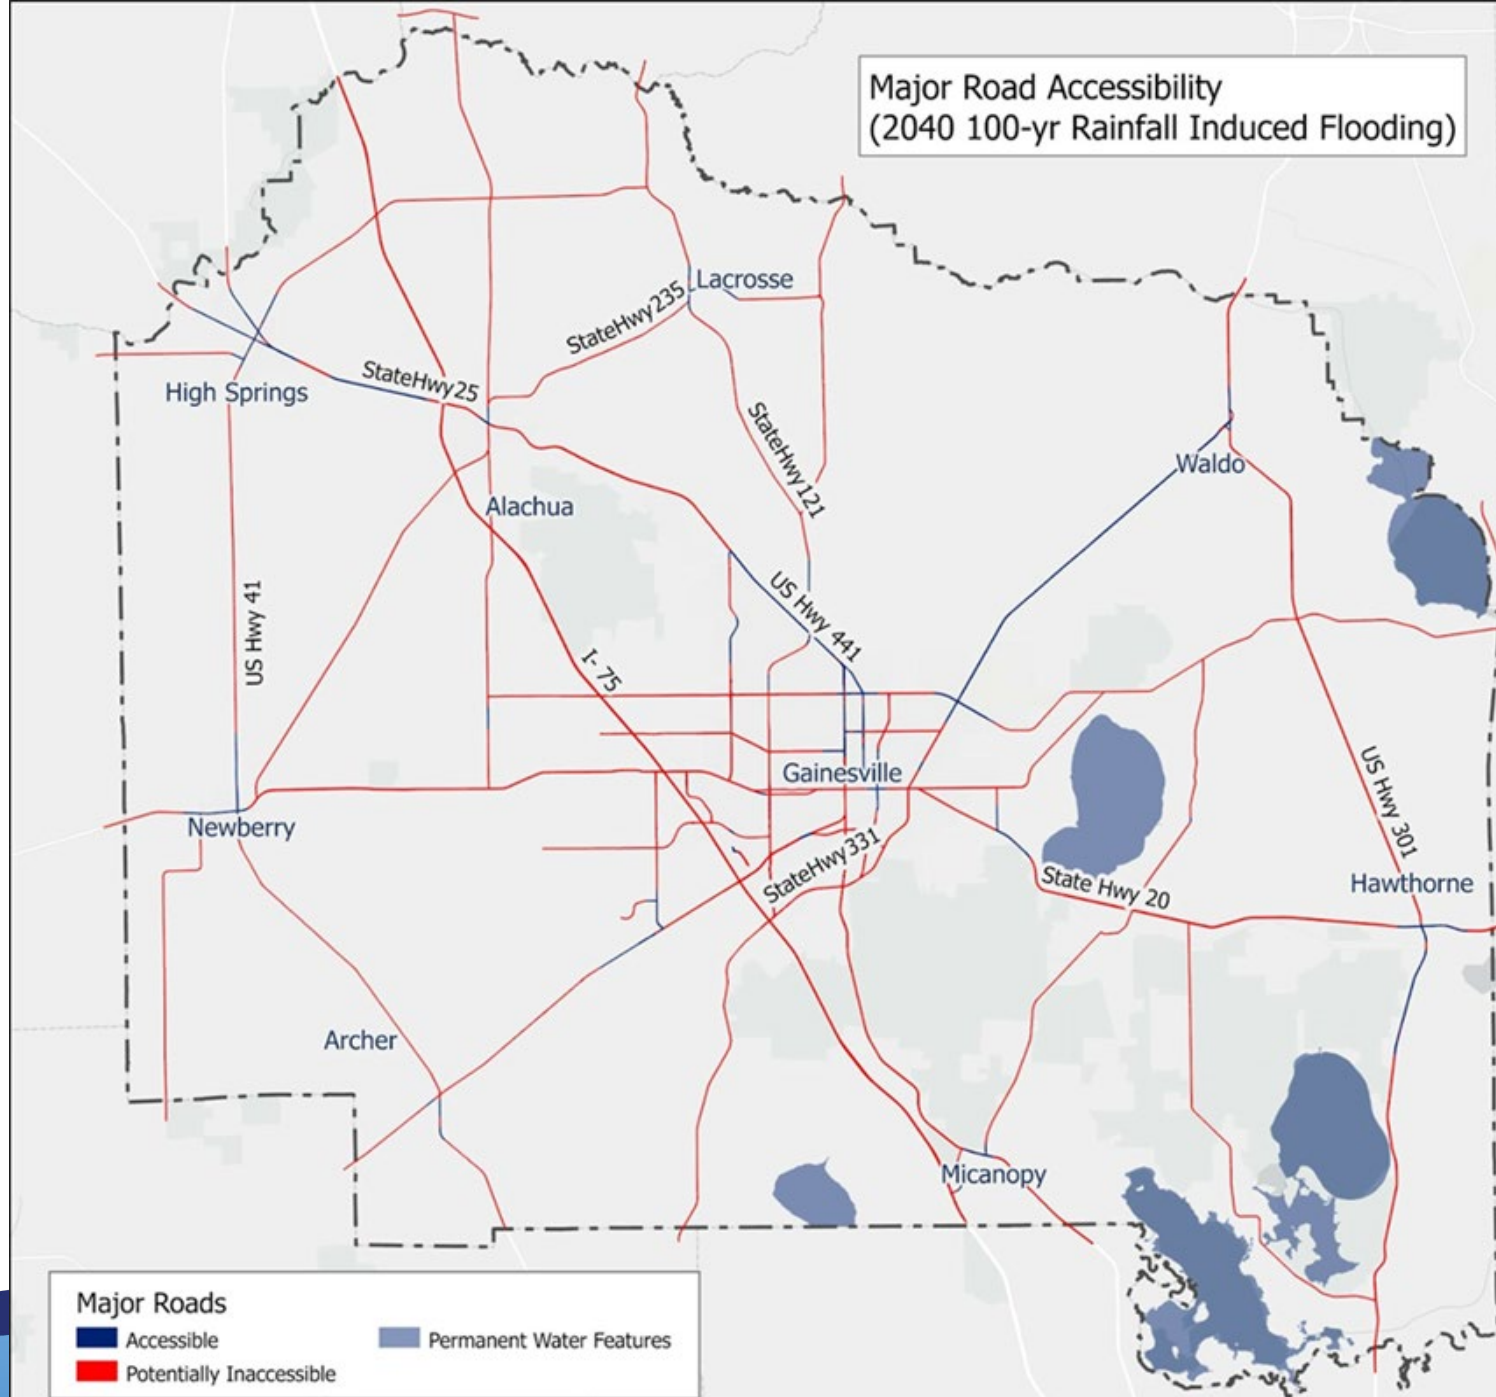 Major Road Accessibility
(2040 100-yr Rainfall Induced Flooding)
Lacrosse
StateHwy235
StateHwy25
High Springs
StateHwy121
Waldo
Alachua
US Hwy 441
US Hwy 41
I- 75
Gainesville
US Hwy 301
Newberry
StateHwy331
State Hwy 20
Hawthorne
Archer
Micanopy
Major Roads
Accessible
Permanent Water Features
Potentially Inaccessible